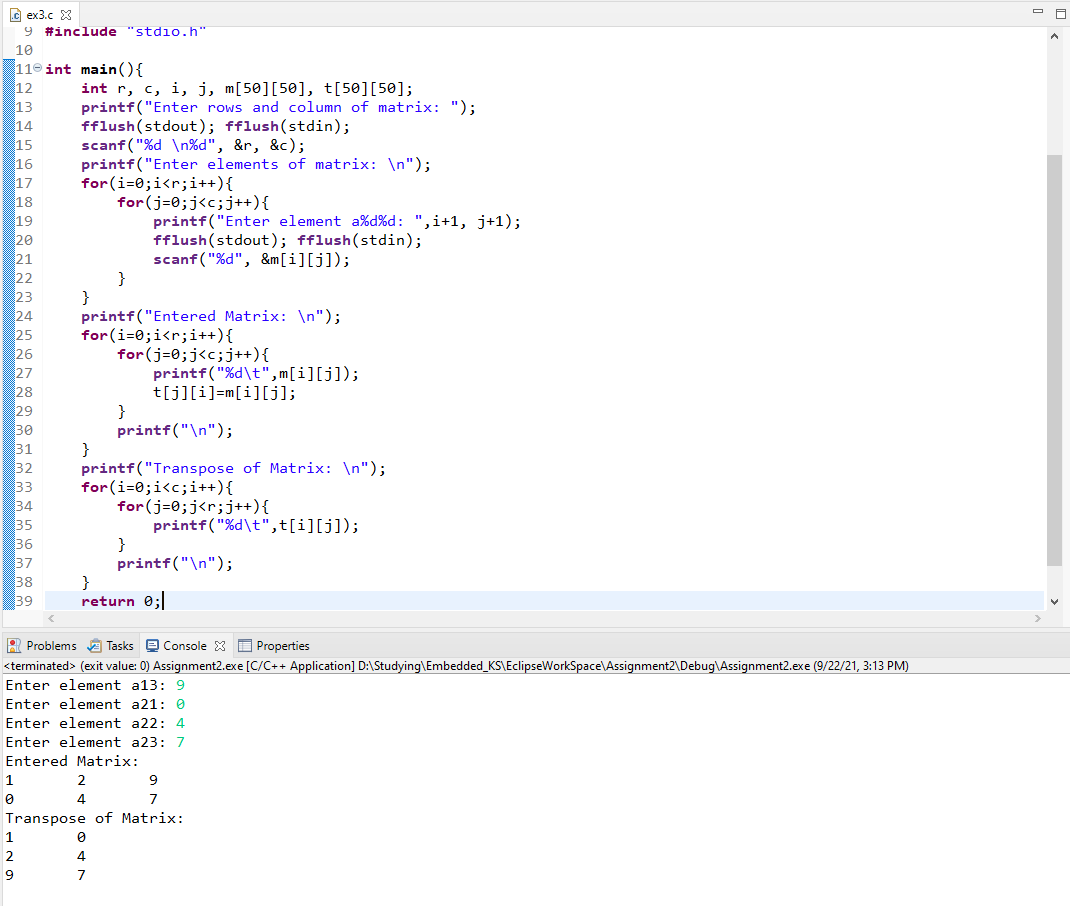 ex3.c
9 #include "stdio.h"
10
11 int main(){
12     int r, c, i, j, m[50][50], t[50][50];
13     printf("Enter rows and column of matrix: ");
14     fflush(stdout); fflush(stdin);
15     scanf("%d \n%d", &r, &c);
16     printf("Enter elements of matrix: \n");
17     for(i=0;i<r;i++){
18         for(j=0;j<c;j++){
19             printf("Enter element a%d%d: ",i+1, j+1);
20             fflush(stdout); fflush(stdin);
21             scanf("%d", &m[i][j]);
22         }
23     }
24     printf("Entered Matrix: \n");
25     for(i=0;i<r;i++){
26         for(j=0;j<c;j++){
27             printf("%d\t",m[i][j]);
28             t[j][i]=m[i][j];
29         }
30         printf("\n");
31     }
32     printf("Transpose of Matrix: \n");
33     for(i=0;i<c;i++){
34         for(j=0;j<r;j++){
35             printf("%d\t",t[i][j]);
36         }
37         printf("\n");
38     }
39     return 0;
Problems Tasks Console Properties
<terminated> (exit value: 0) Assignment2.exe [C/C++ Application] D:\Studying\Embedded_KS\EclipseWorkSpace\Assignment2\Debug\Assignment2.exe (9/22/21, 3:13 PM)
Enter element a13: 9
Enter element a21: 0
Enter element a22: 4
Enter element a23: 7
Entered Matrix:
1	2	9
0	4	7
Transpose of Matrix:
1	0
2	4
9	7